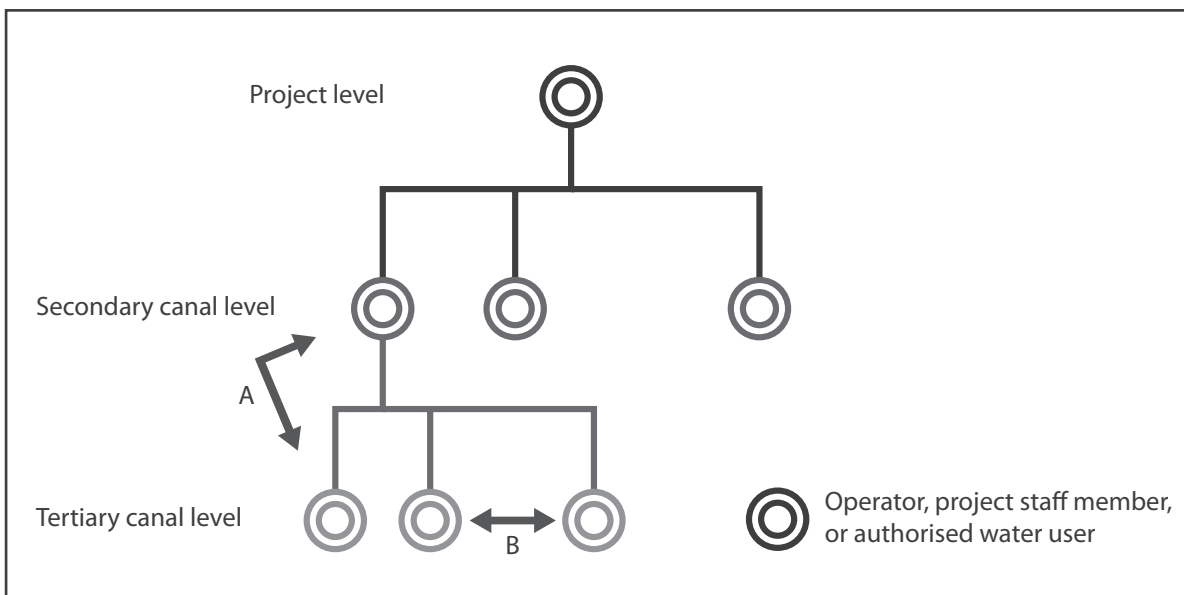 Project level
Secondary canal level
A
Tertiary canal level
B
Operator, project staff member,
or authorised water user